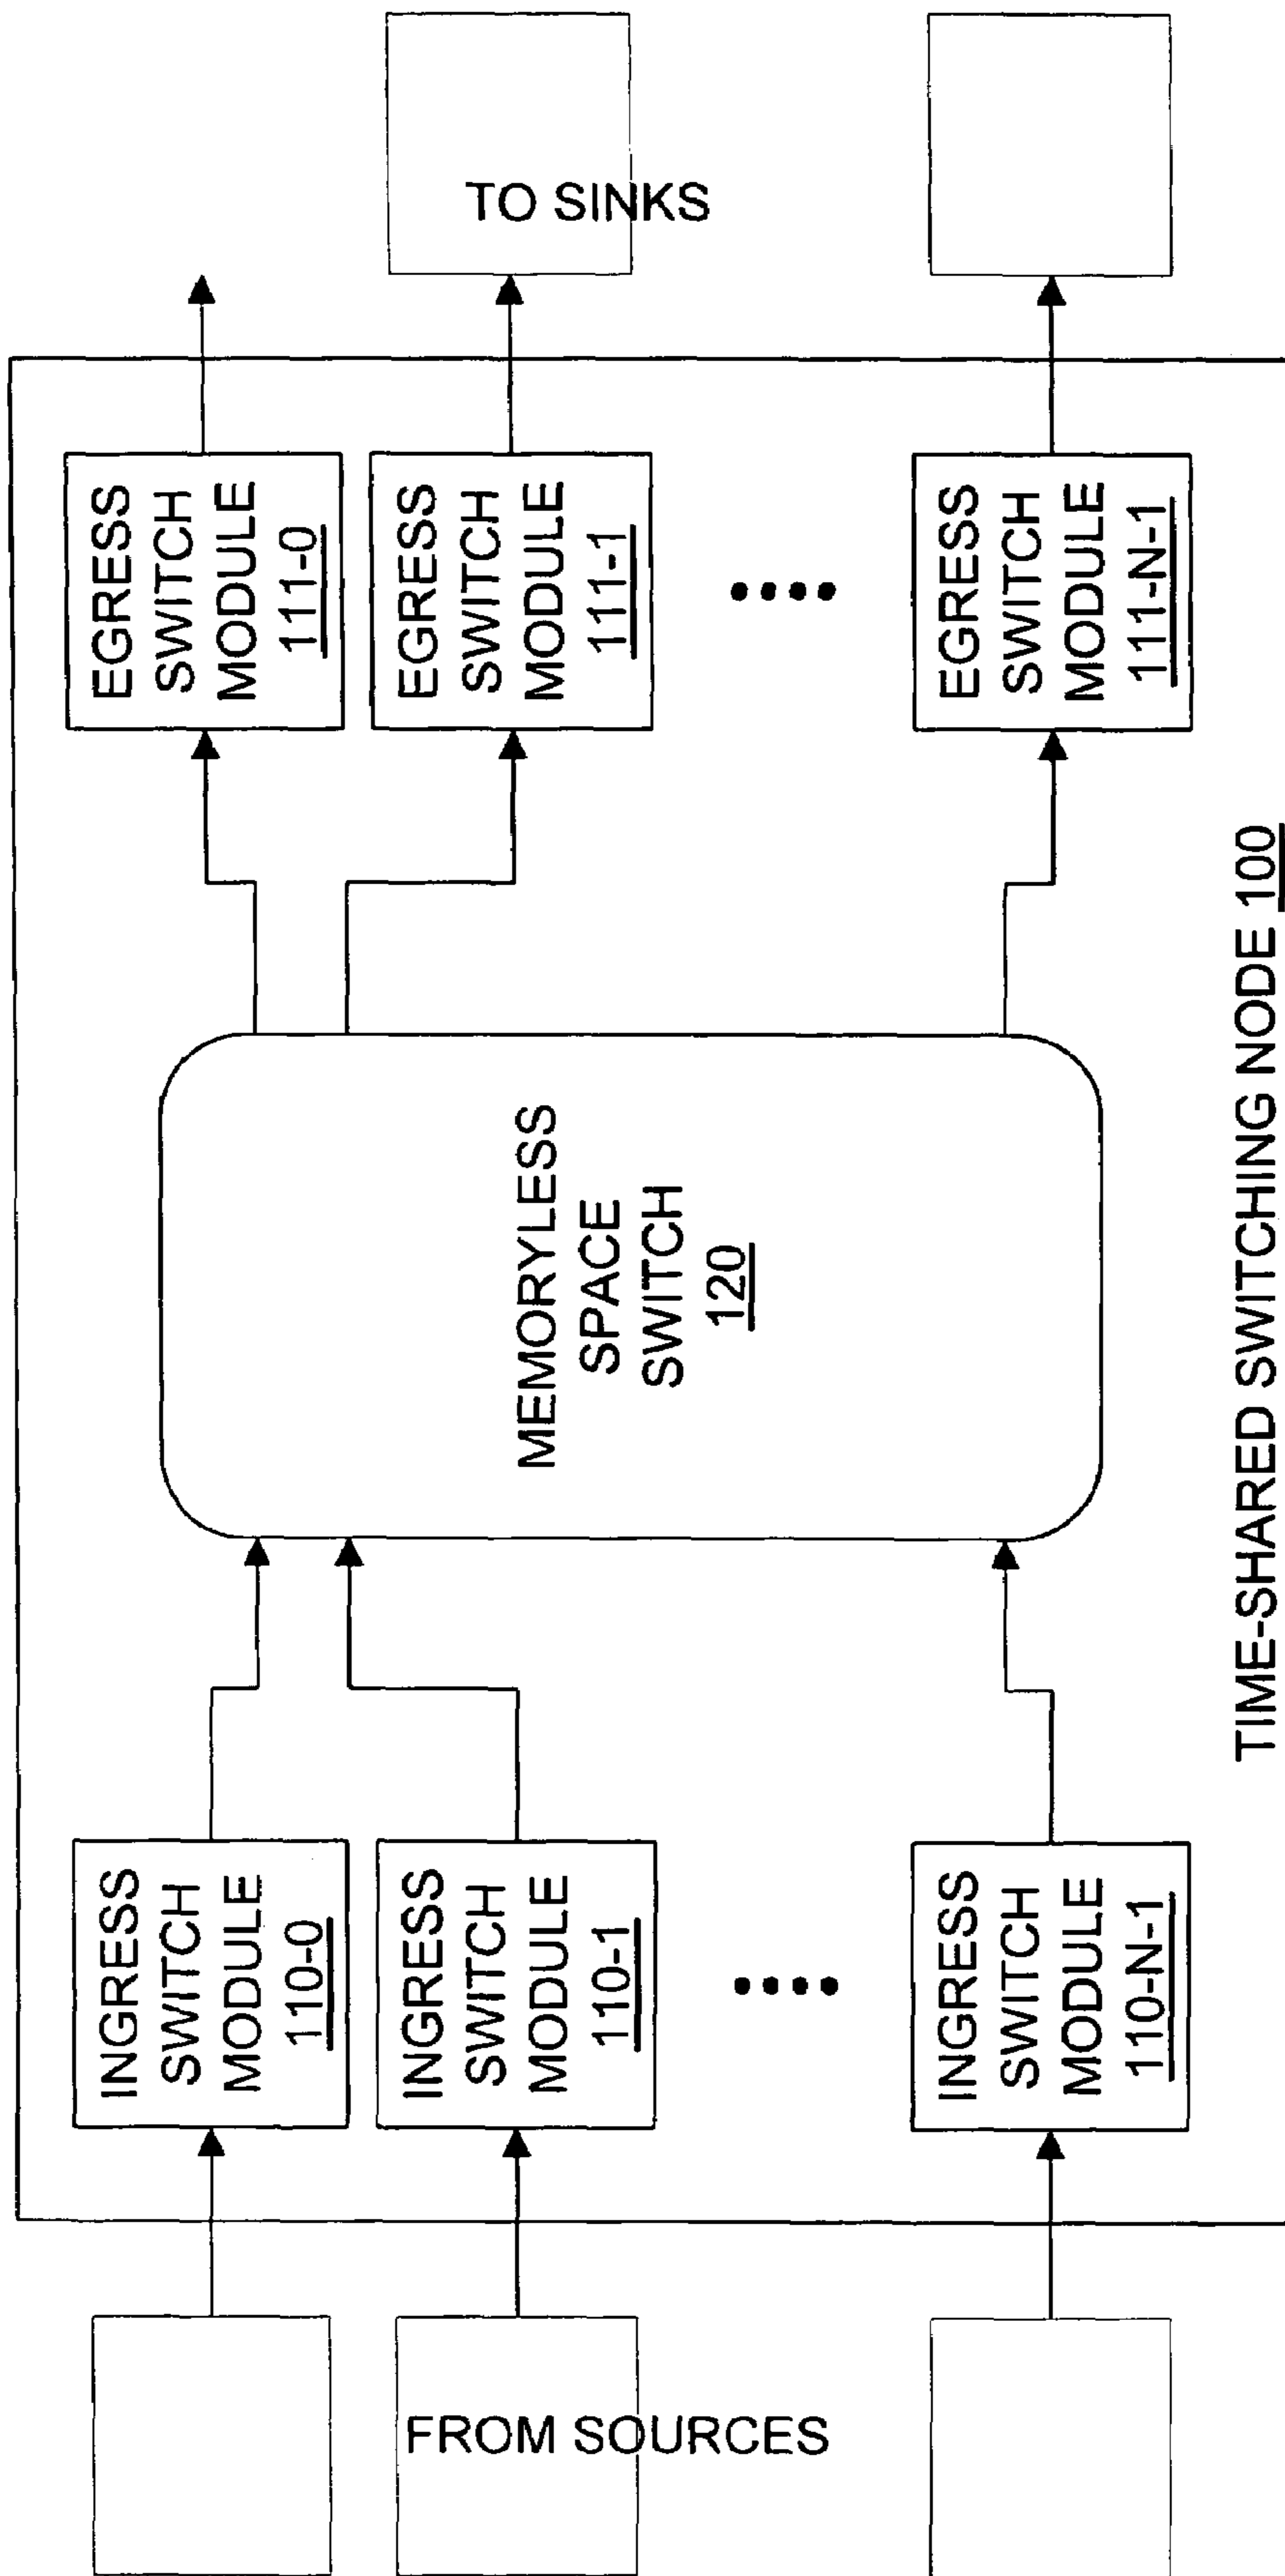 FROM SOURCES
INGRESS
SWITCH
MODULE
110-0
INGRESS
SWITCH
MODULE
110-1
INGRESS
SWITCH
MODULE
110-N-1
MEMORYLESS
SPACE
SWITCH
120
EGRESS
SWITCH
MODULE
111-0
EGRESS
SWITCH
MODULE
111-1
EGRESS
SWITCH
MODULE
111-N-1
TO SINKS
TIME-SHARED SWITCHING NODE 100